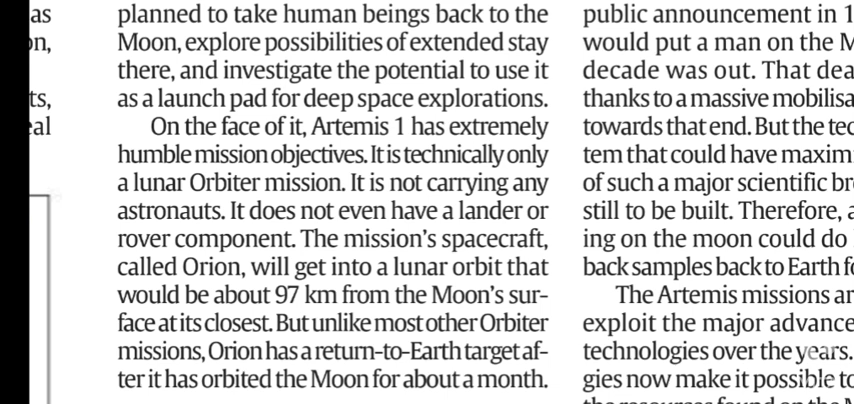 as
on,
ts,
eal
planned to take human beings back to the
Moon, explore possibilities of extended stay
there, and investigate the potential to use it
as a launch pad for deep space explorations.
On the face of it, Artemis 1 has extremely
humble mission objectives. It is technically only
a lunar Orbiter mission. It is not carrying any
astronauts. It does not even have a lander or
rover component. The mission's spacecraft,
called Orion, will get into a lunar orbit that
would be about 97 km from the Moon's sur-
face at its closest. But unlike most other Orbiter
missions, Orion has a return-to-Earth target af-
ter it has orbited the Moon for about a month.
public announcement in 1
would put a man on the M
decade was out. That dea
thanks to a massive mobilisa
towards that end. But the tec
tem that could have maxim
of such a major scientific br
still to be built. Therefore, a
ing on the moon could do
back samples back to Earth fo
The Artemis missions ar
exploit the major advance
technologies over the years.
gies now make it possible to